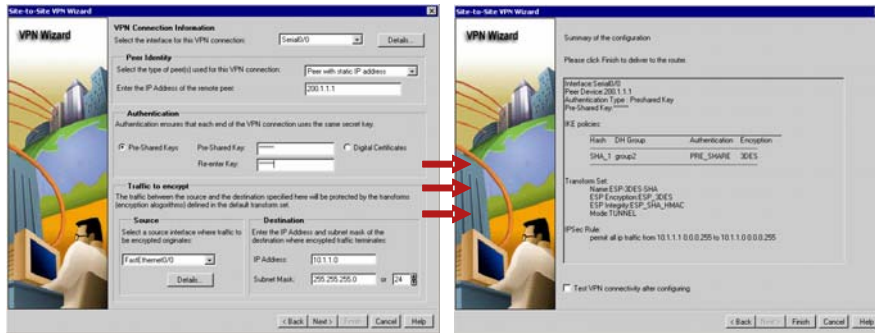 Site-to-Site VPN Wizard
VPN Wizard
VPN Connection Information
Select the interface for this VPN connection: Serial0/0 Details...
Peer Identity
Select the type of peer(s) used for this VPN connection: Peer with static IP address
Enter the IP Address of the remote peer: 200.1.1.1
Authentication
Authentication ensures that each end of the VPN connection uses the same secret key.
Pre-Shared Keys Pre-Shared Key: Digital Certificates
Re-enter Key:
Traffic to encrypt
The traffic between the source and the destination specified here will be protected by the transforms
(encryption alogorithms) defined in the default transform set.
Source
Select a source interface where traffic to
be encrypted originates:
FastEthernet0/0
Details...
Destination
Enter the IP Address and subnet mask of the
destination where encrypted traffic terminates
IP Address: 10.1.1.0
Subnet Mask: 255.255.255.0 or 24
< Back Next > Finish Cancel Help
Site-to-Site VPN Wizard
VPN Wizard
Summary of the configuration
Please click Finish to deliver to the router.
Interface:Serial0/0
Peer Device:200.1.1.1
Authentication Type : Preshared Key
Pre-Shared Key:******
IKE policies:
Hash DH Group Authentication Encryption
SHA_1 group2 PRE_SHARE 3DES
Transform Set:
Name:ESP-3DES-SHA
ESP Encryption:ESP_3DES
ESP Integrity:ESP_SHA_HMAC
Mode:TUNNEL
IPSec Rule:
permit all ip traffic from 10.1.1.1 0.0.0.255 to 10.1.1.0 0.0.0.255
Test VPN connectivity after configuring.
< Back Next > Finish Cancel Help